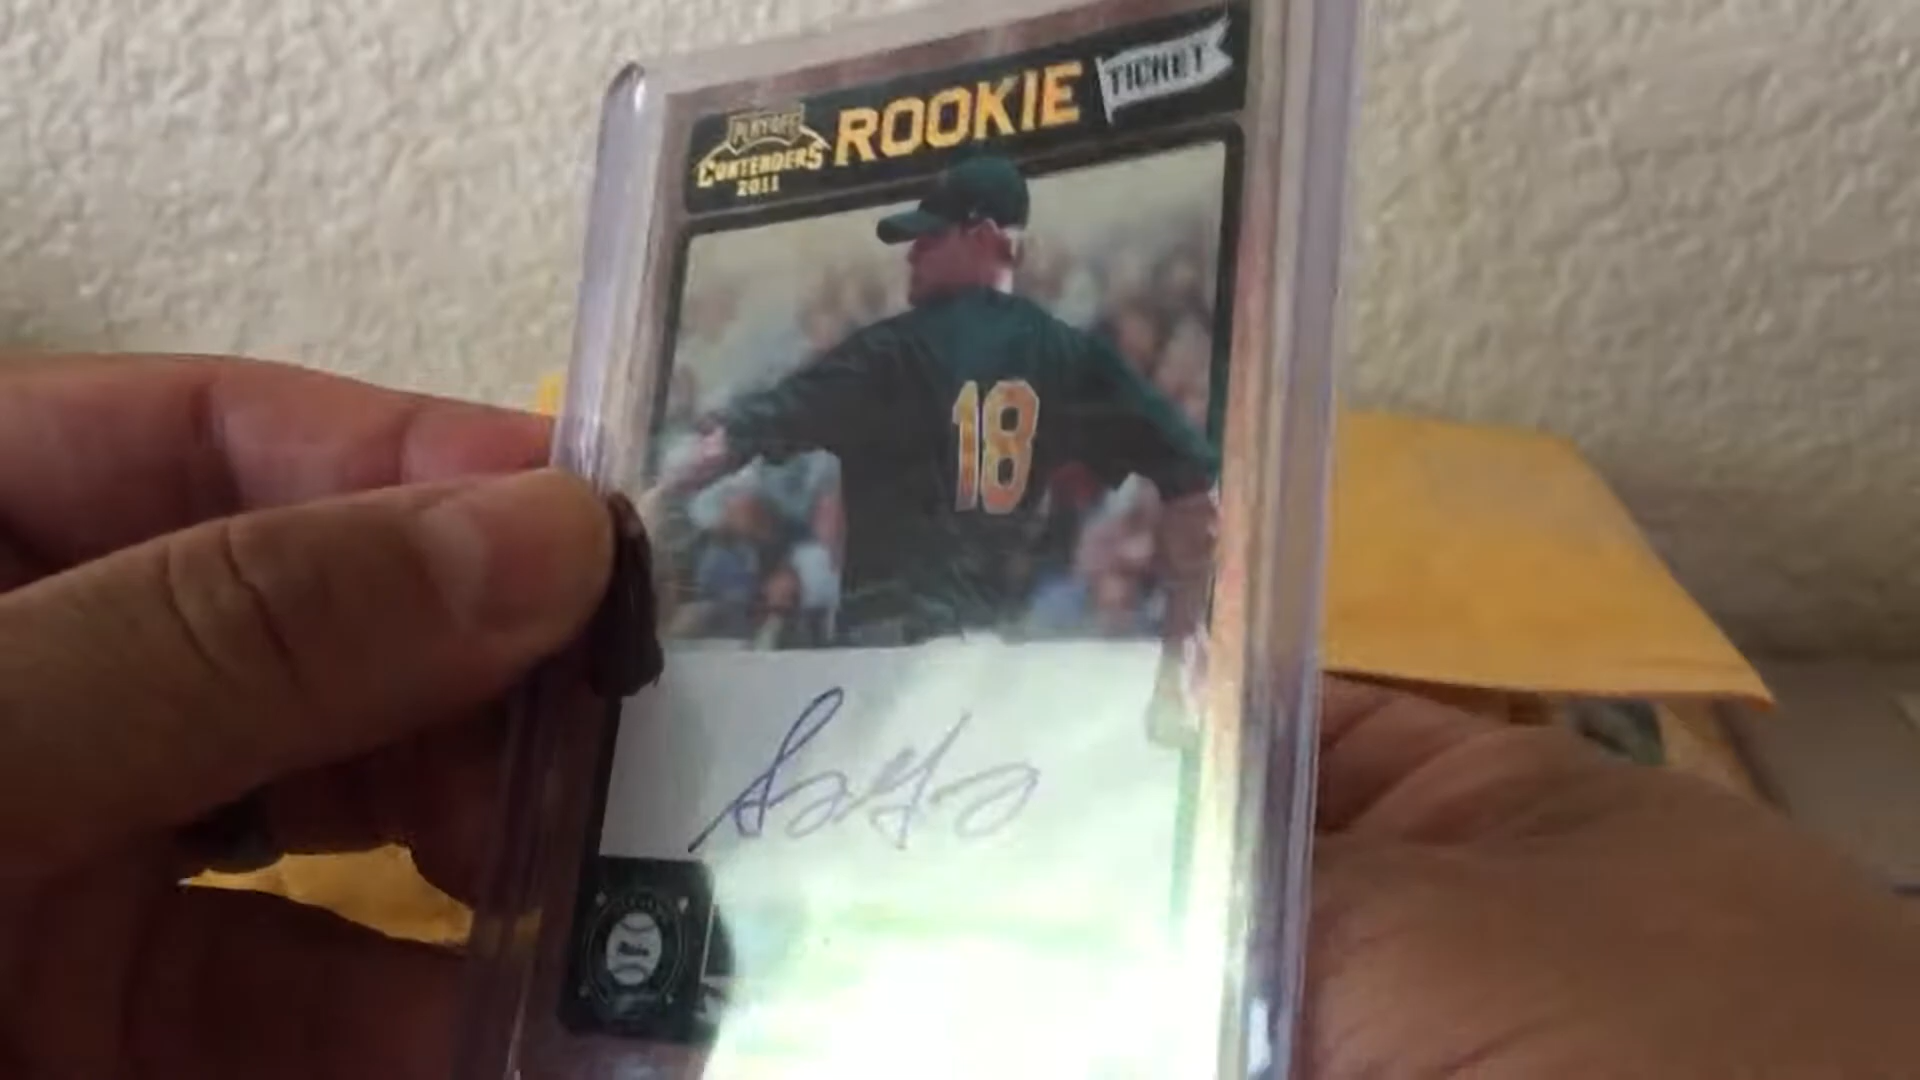 PLAYOFF
CONTENDERS
2011
ROOKIE
TICKET
18